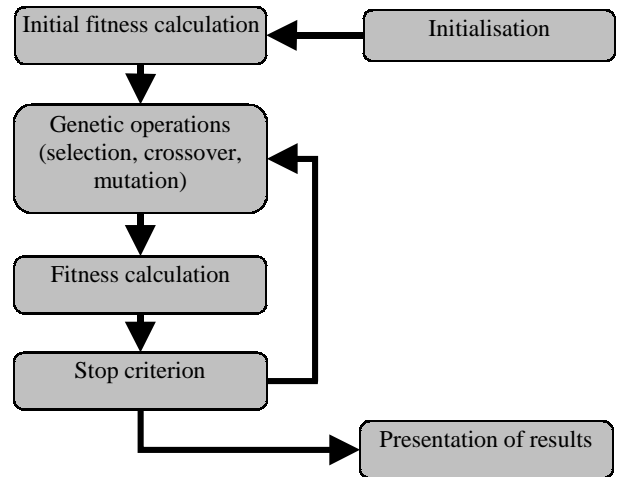 Initial fitness calculation
Initialisation
Genetic operations
(selection, crossover,
mutation)
Fitness calculation
Stop criterion
Presentation of results